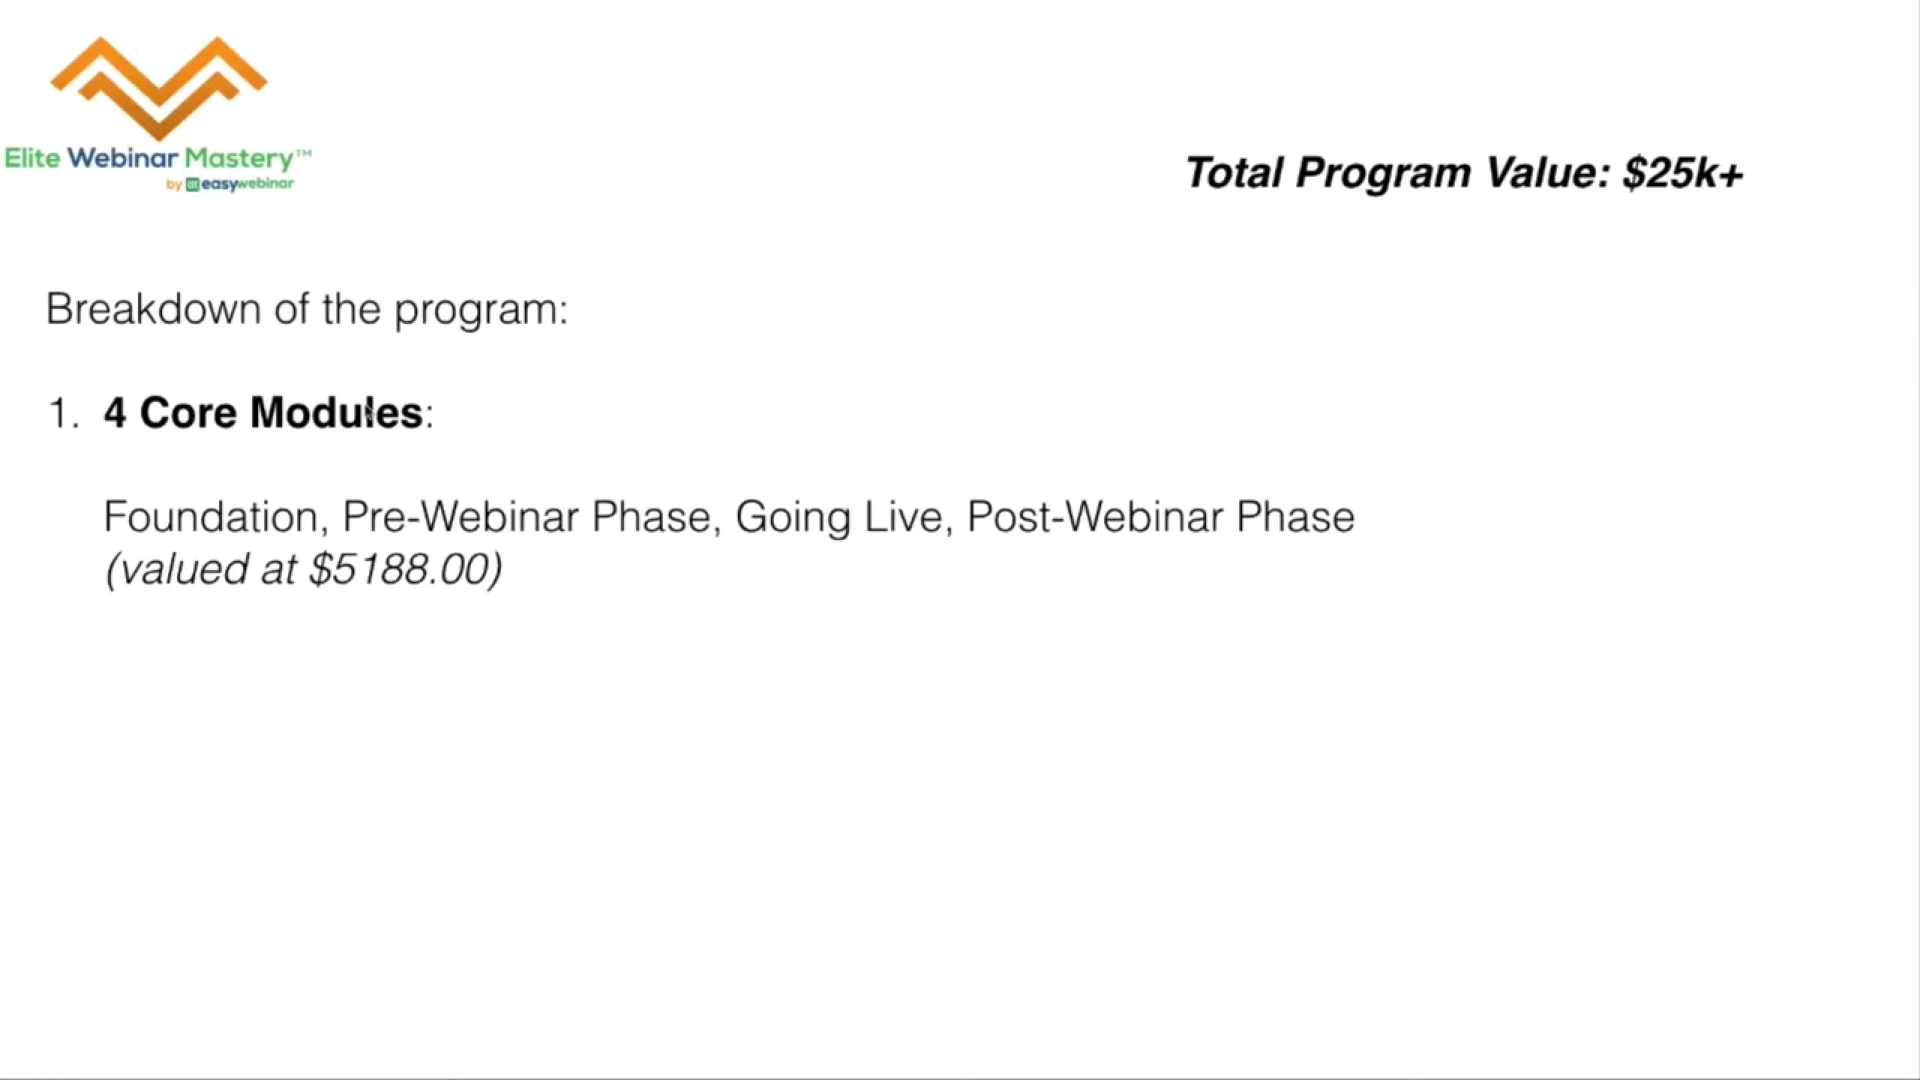 Elite Webinar Mastery™
by easywebinar
Total Program Value: $25k+
Breakdown of the program:
1. 4 Core Modules:
Foundation, Pre-Webinar Phase, Going Live, Post-Webinar Phase
(valued at $5188.00)